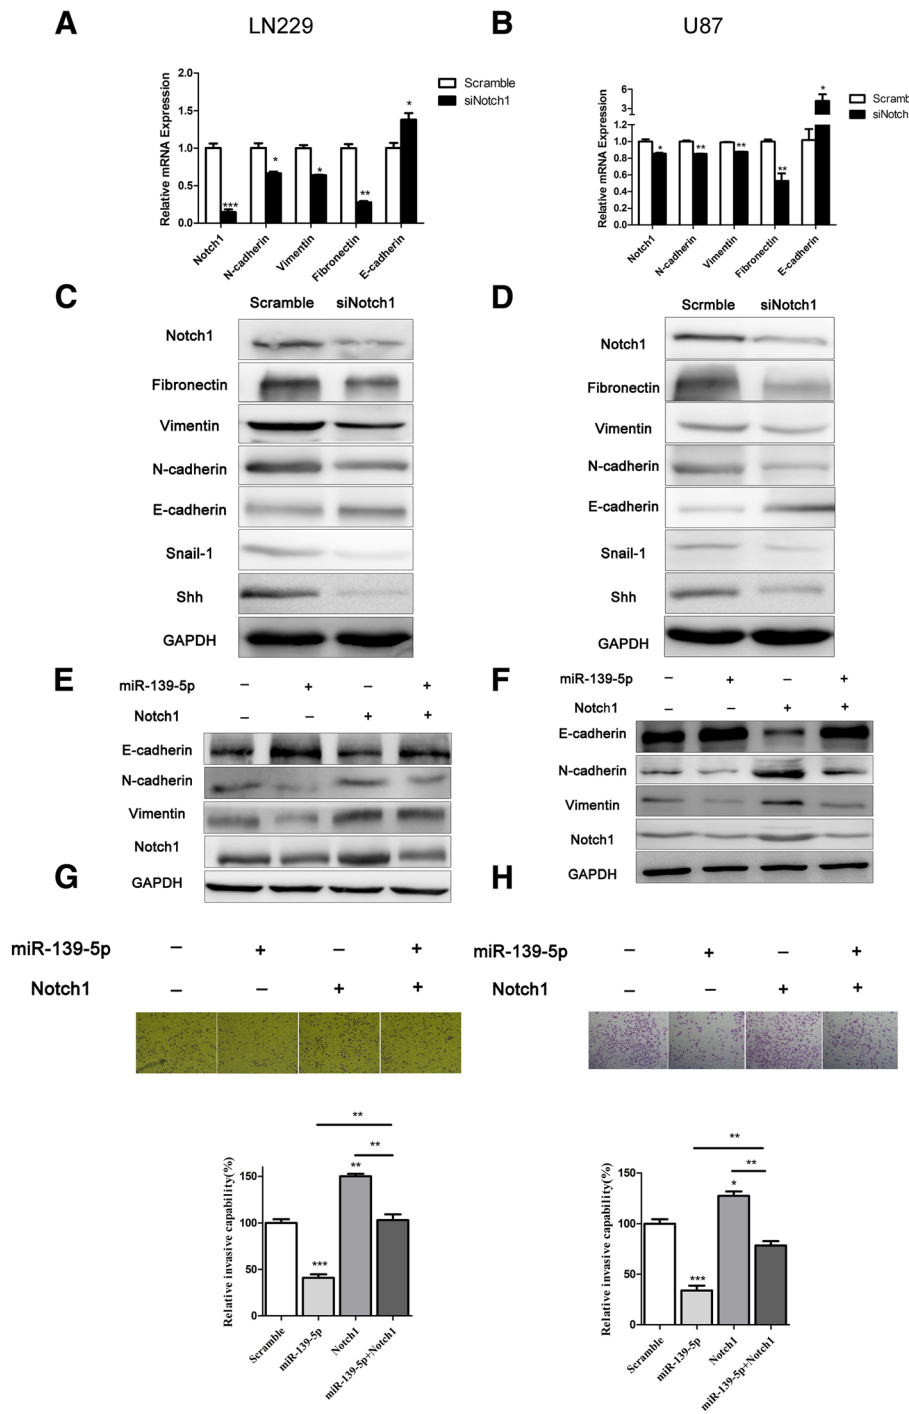 A LN229
2.0
1.5
1.0
0.5
0.0
Relative mRNA Expression
Scramble
siNotch1
***
*
*
**
*
Notch1
N-cadherin
Vimentin
Fibronectin
E-cadherin
B U87
6
3
1.2
1.0
0.8
0.6
0.4
0.2
0.0
Relative mRNA Expression
Scramb
siNotch
*
**
**
**
*
Notch1
N-cadherin
Vimentin
Fibronectin
E-cadherin
C Scramble siNotch1
Notch1
Fibronectin
Vimentin
N-cadherin
E-cadherin
Snail-1
Shh
GAPDH
D Scrmble siNotch1
Notch1
Fibronectin
Vimentin
N-cadherin
E-cadherin
Snail-1
Shh
GAPDH
E miR-139-5p – + – +
Notch1 – – + +
E-cadherin
N-cadherin
Vimentin
Notch1
GAPDH
F miR-139-5p – + – +
Notch1 – – + +
E-cadherin
N-cadherin
Vimentin
Notch1
GAPDH
G
miR-139-5p – + – +
Notch1 – – + +
**
**
**
***
150
100
50
0
Relative invasive capability(%)
Scramble
miR-139-5p
Notch1
miR-139-5p+Notch1
H
miR-139-5p – + – +
Notch1 – – + +
**
**
*
***
150
100
50
0
Relative invasive capability(%)
Scramble
miR-139-5p
Notch1
miR-139-5p+Notch1